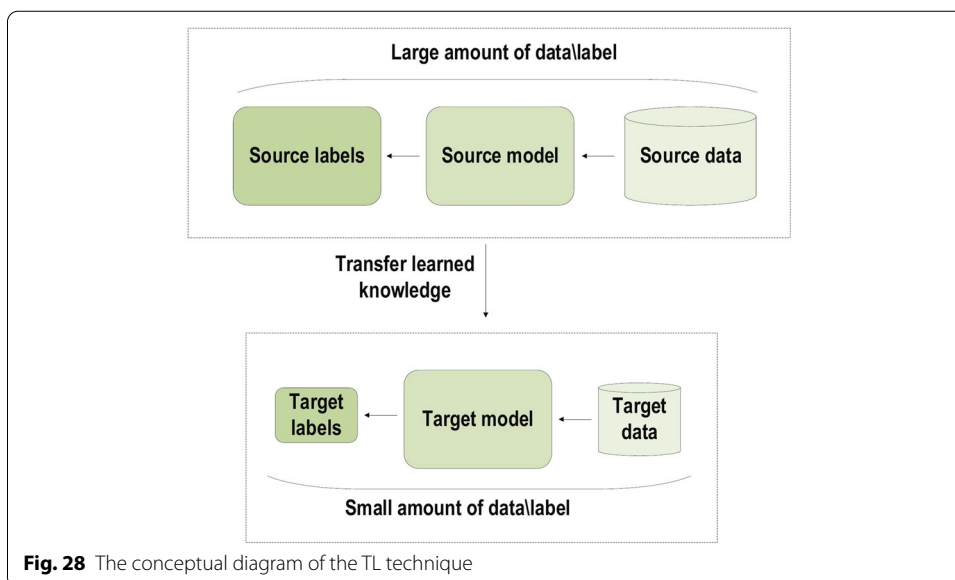 Large amount of data\label
Source labels
Source model
Source data
Transfer learned
knowledge
Target
labels
Target model
Target
data
Small amount of data\label
Fig. 28 The conceptual diagram of the TL technique